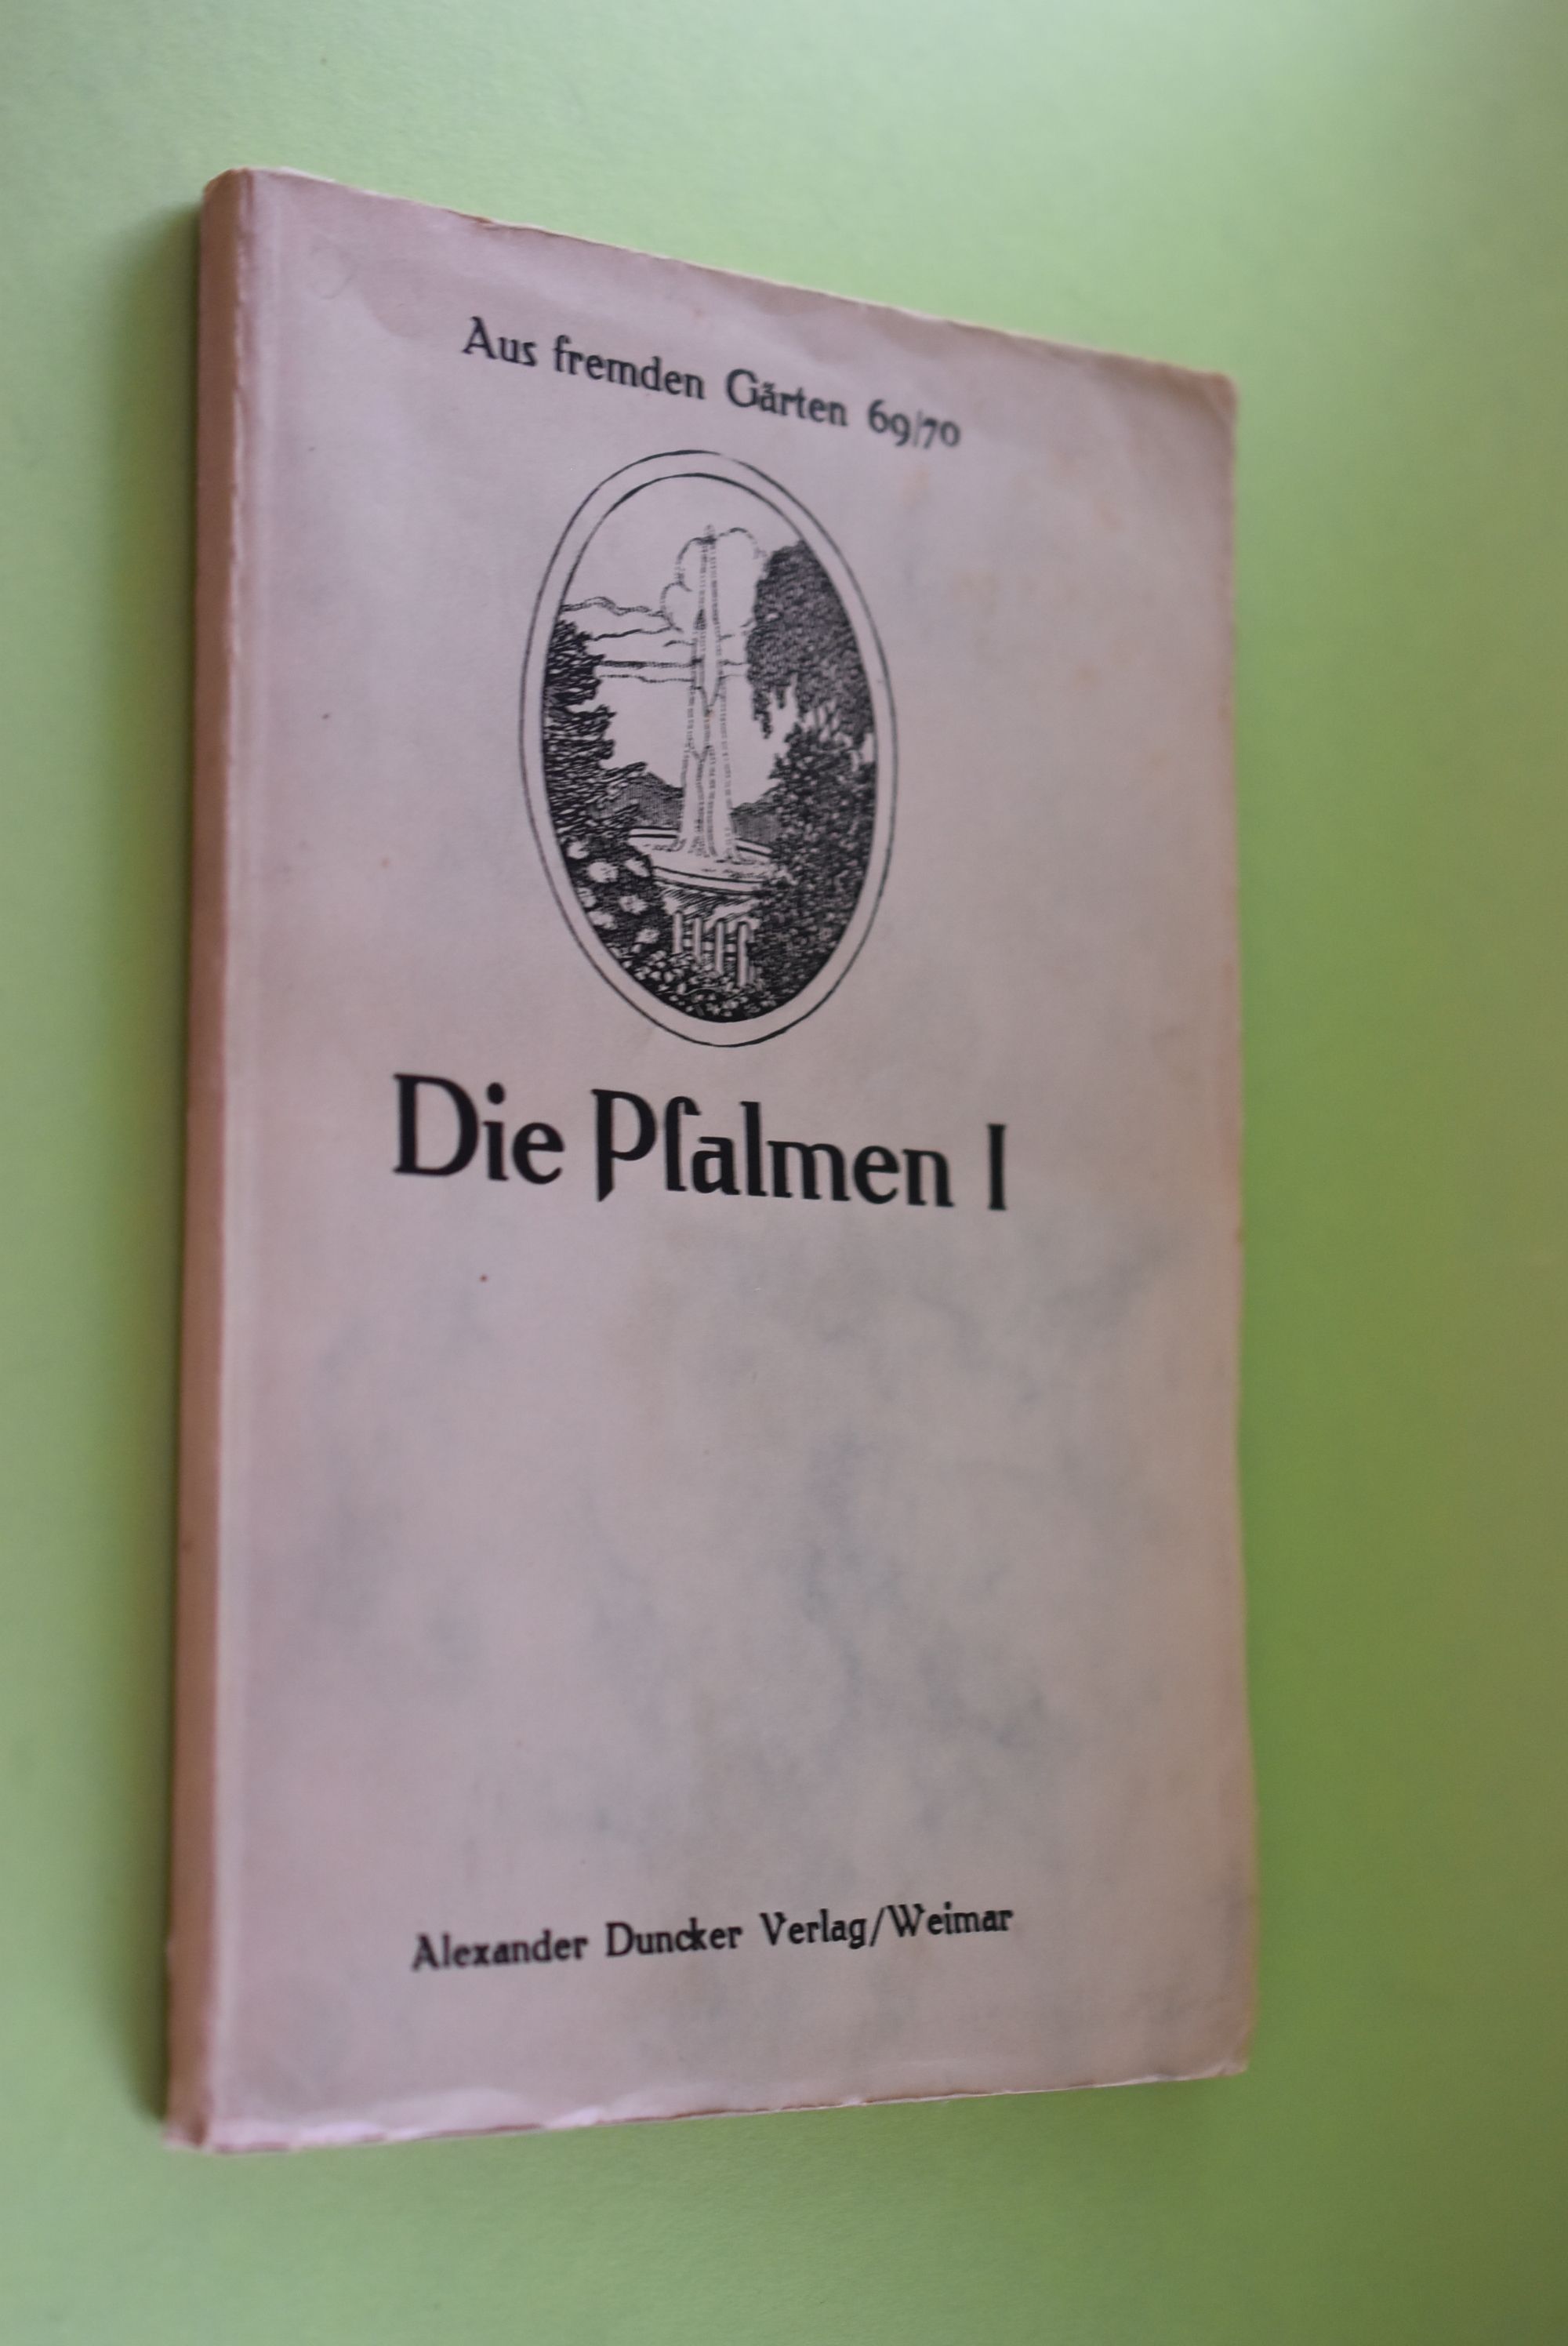 Aus fremden Gärten 69/70
Die Pſalmen I
Alexander Duncker Verlag/Weimar